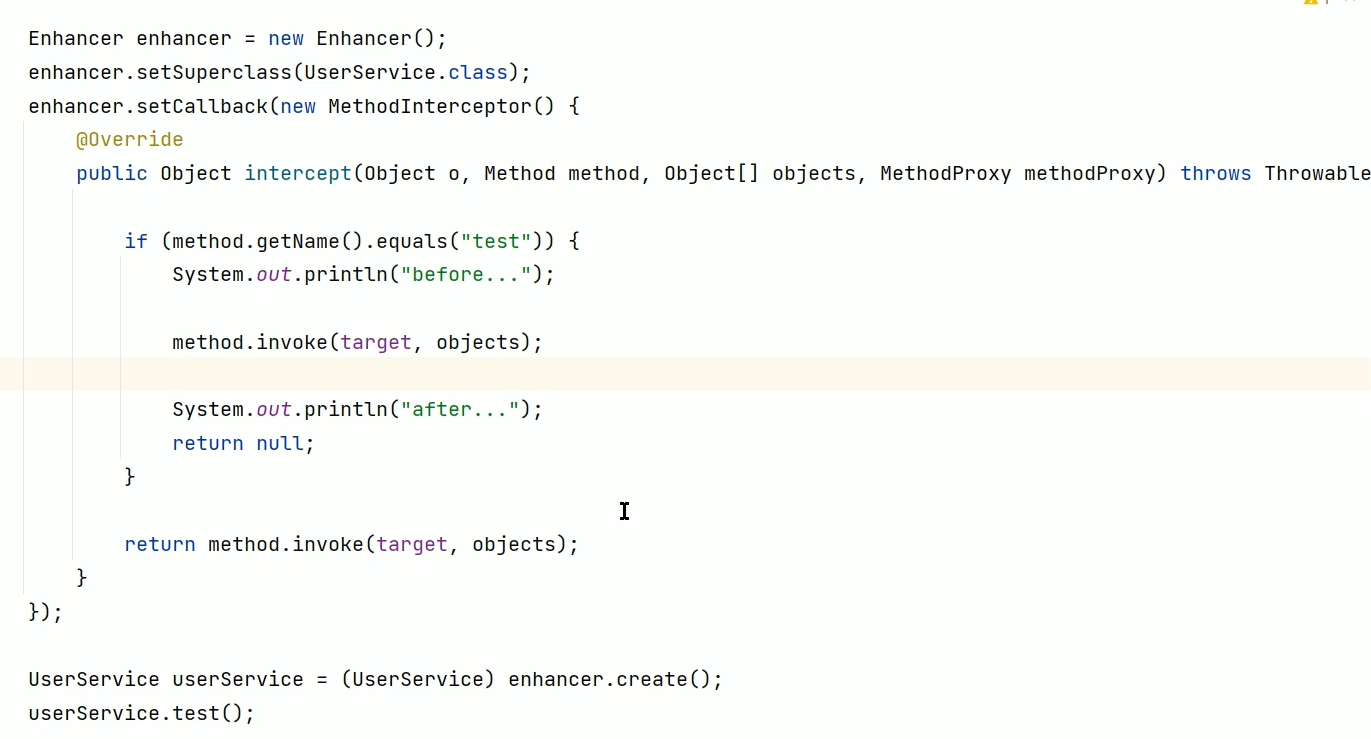 Enhancer enhancer = new Enhancer();
enhancer.setSuperclass(UserService.class);
enhancer.setCallback(new MethodInterceptor() {
@Override
public Object intercept(Object o, Method method, Object[] objects, MethodProxy methodProxy) throws Throwable
if (method.getName().equals("test")) {
System.out.println("before...");
method.invoke(target, objects);
System.out.println("after...");
return null;
}
return method.invoke(target, objects);
}
});
UserService userService = (UserService) enhancer.create();
userService.test();